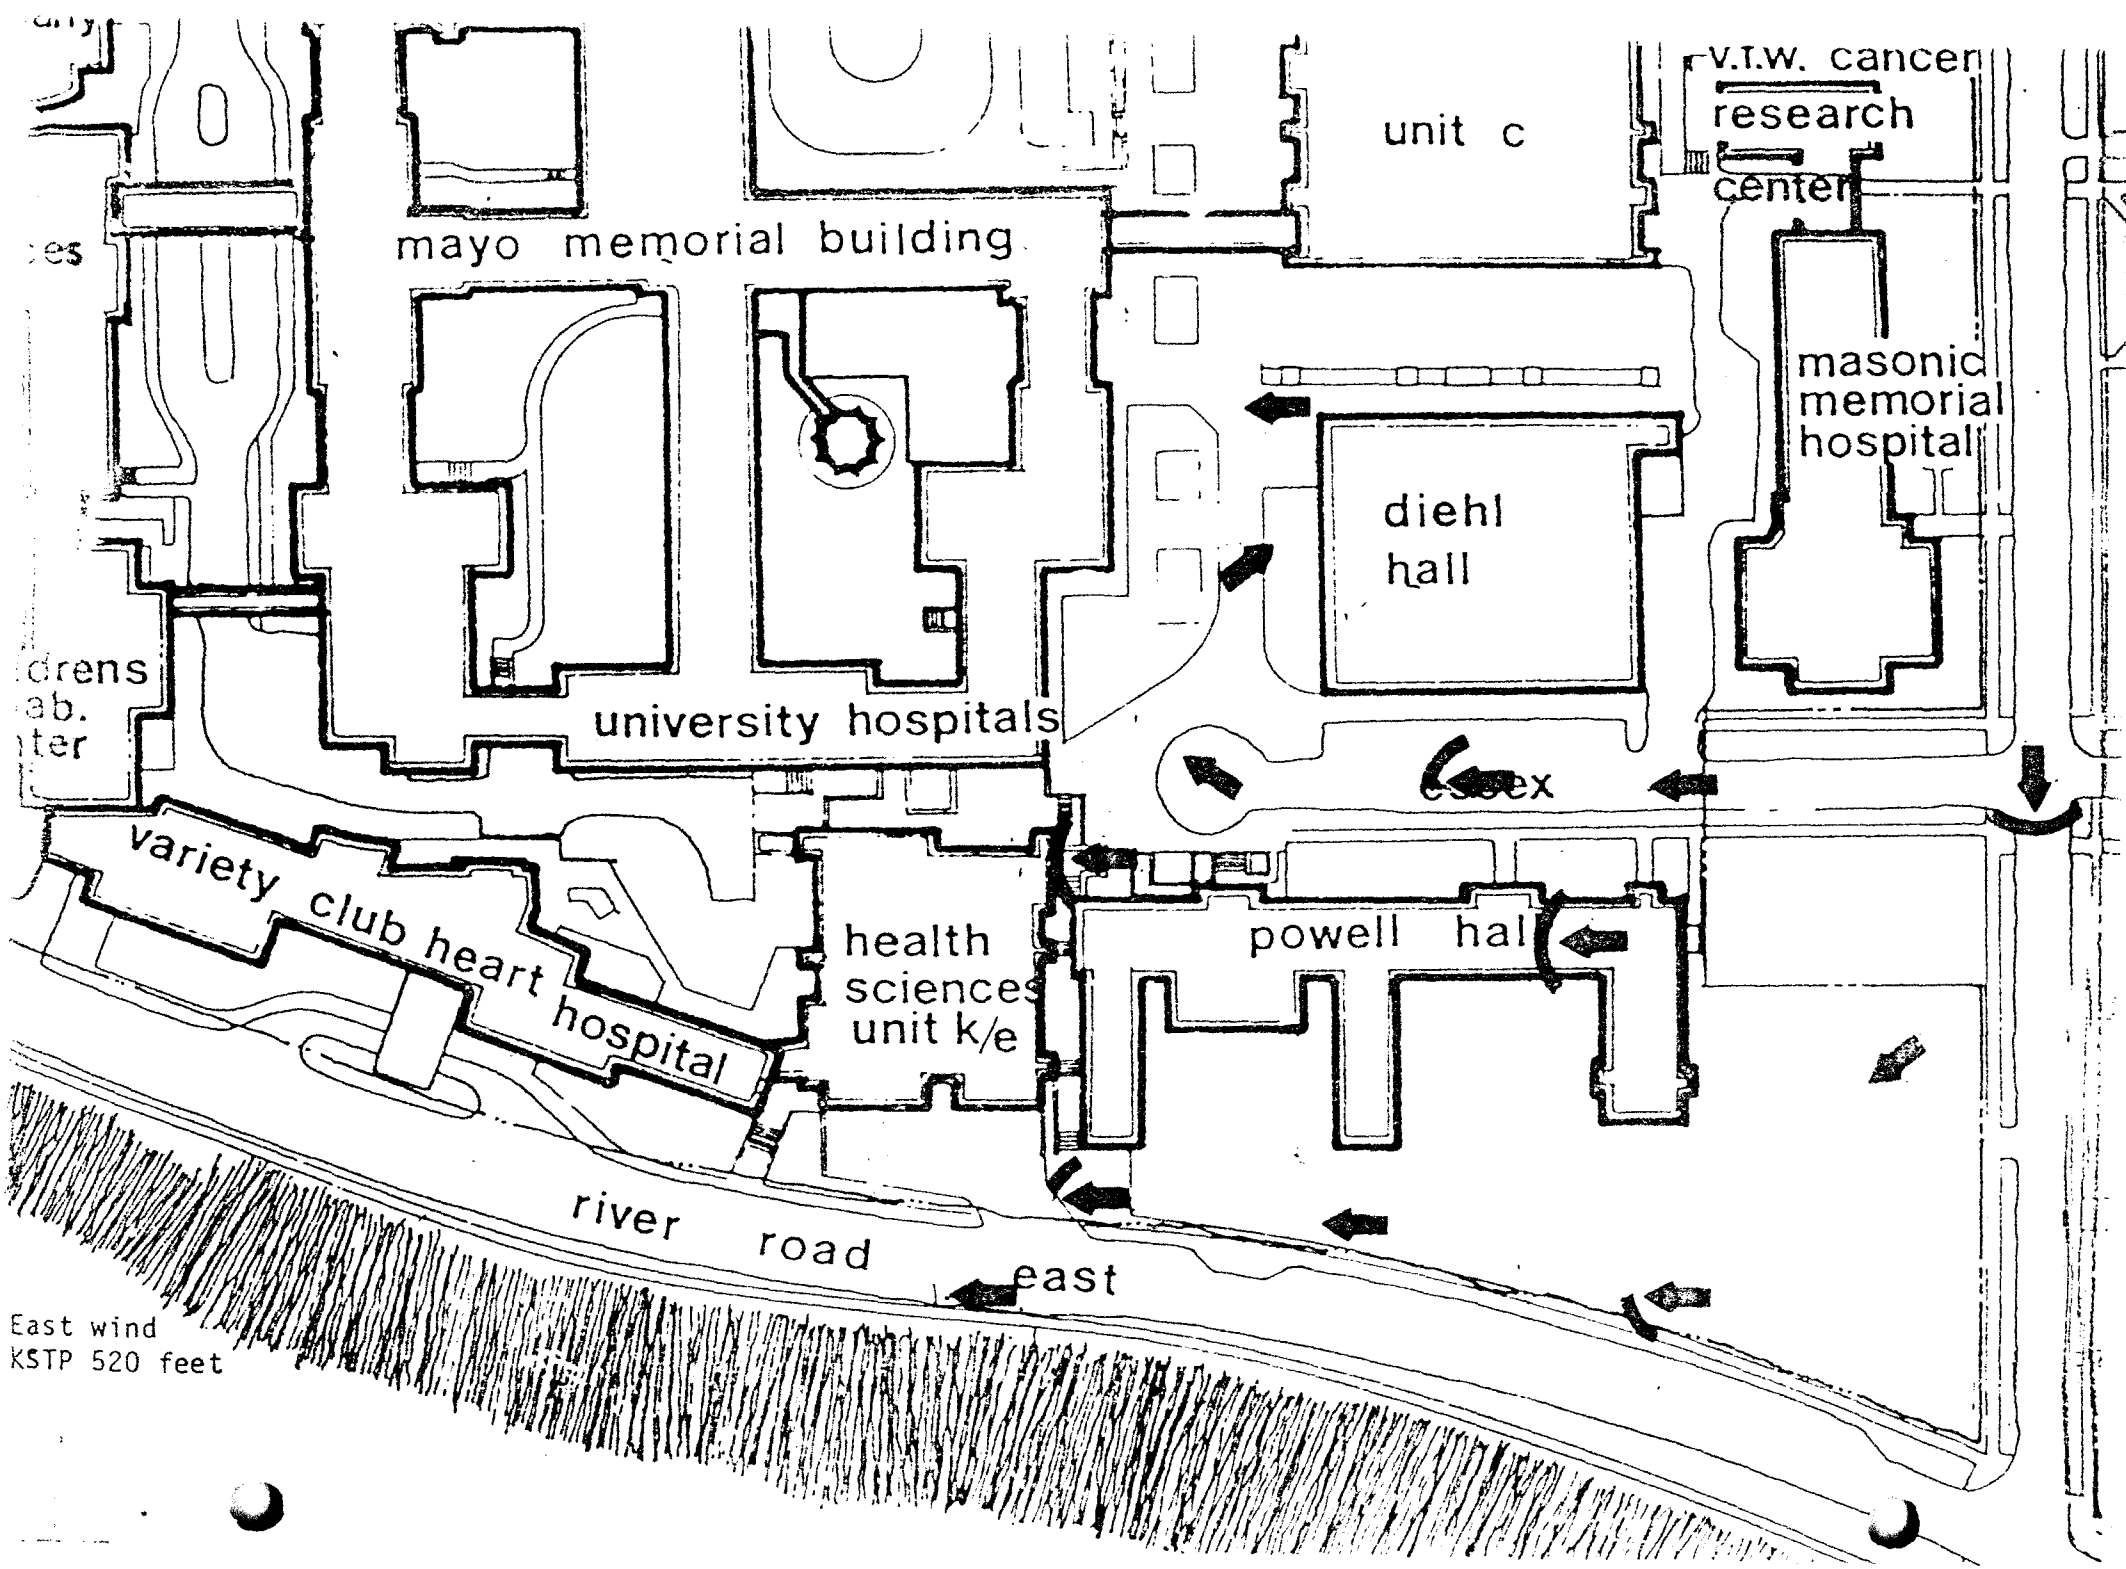 v.f.w. cancer
research
center
unit c
mayo memorial building
masonic
memorial
hospital
diehl
hall
university hospitals
essex
variety club heart hospital
health
sciences
unit k/e
powell hall
river road east
East wind
KSTP 520 feet